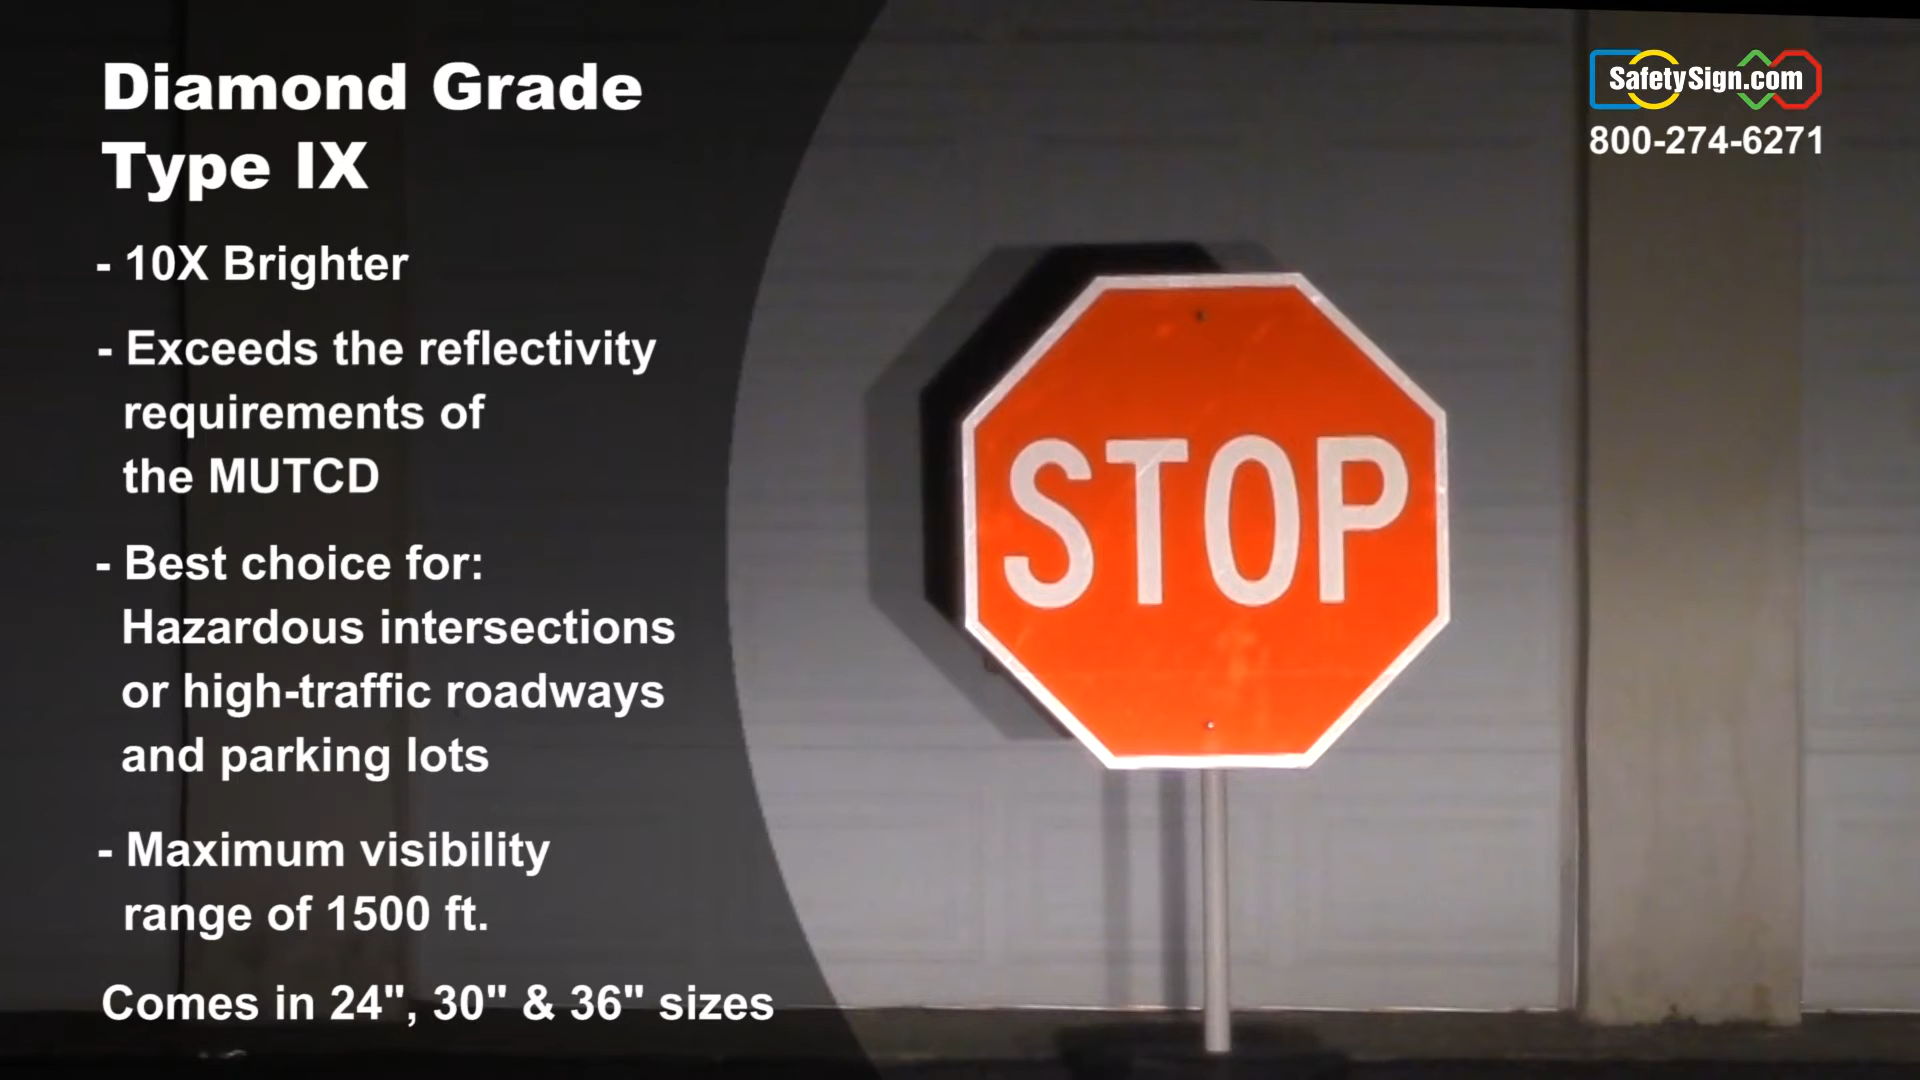 Diamond Grade
Type IX
- 10X Brighter
- Exceeds the reflectivity
requirements of
the MUTCD
- Best choice for:
Hazardous intersections
or high-traffic roadways
and parking lots
- Maximum visibility
range of 1500 ft.
Comes in 24", 30" & 36" sizes
SafetySign.com
800-274-6271
STOP